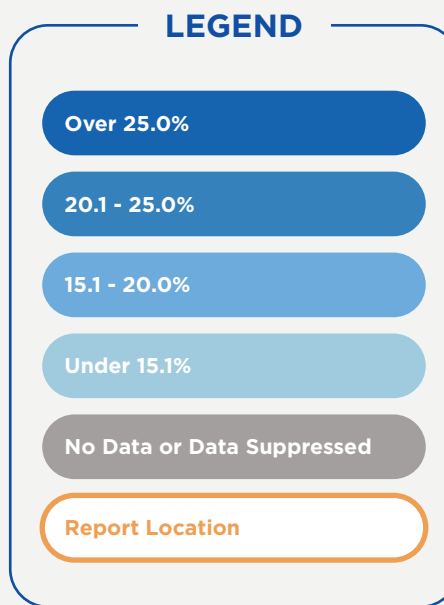 LEGEND
Over 25.0%
20.1 - 25.0%
15.1 - 20.0%
Under 15.1%
No Data or Data Suppressed
Report Location